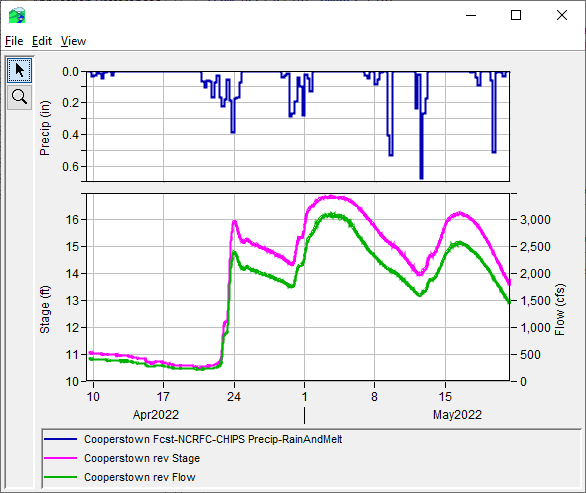 File Edit View
0.0
0.2
0.4
0.6
Precip (in)
16
15
14
13
12
11
10
Stage (ft)
3,000
2,500
2,000
1,500
1,000
500
0
Flow (cfs)
10 17 24 1 8 15
Apr2022 May2022
Cooperstown Fcst-NCRFC-CHIPS Precip-RainAndMelt
Cooperstown rev Stage
Cooperstown rev Flow